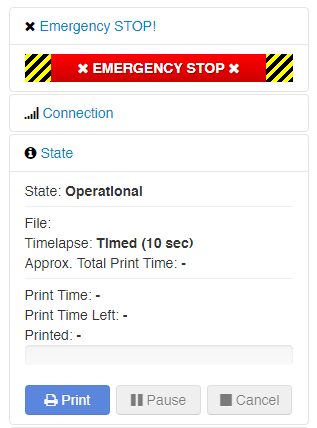 Emergency STOP!
EMERGENCY STOP
Connection
State
State: Operational
File:
Timelapse: Timed (10 sec)
Approx. Total Print Time: -
Print Time: -
Print Time Left: -
Printed: -
Print Pause Cancel